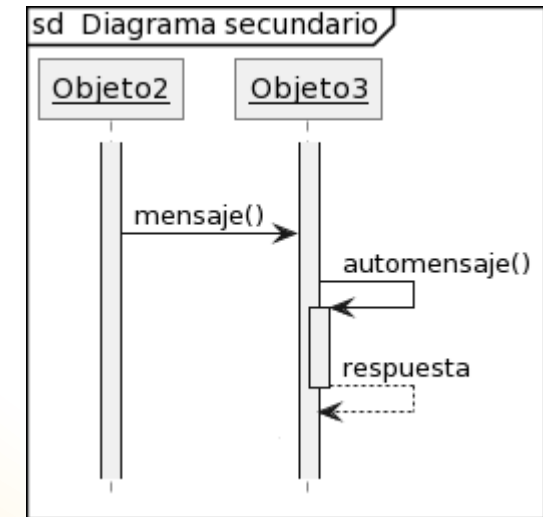 sd Diagrama secundario
Objeto2 Objeto3
mensaje()
automensaje()
respuesta